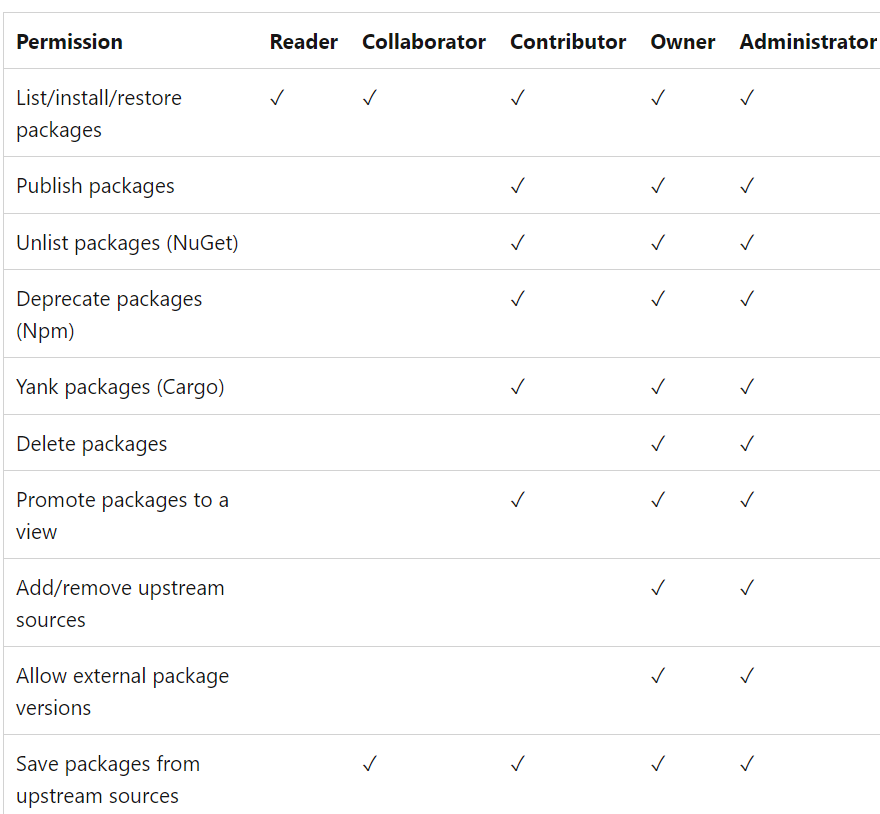 Permission Reader Collaborator Contributor Owner Administrator
List/install/restore ✓ ✓ ✓ ✓ ✓
packages
Publish packages ✓ ✓ ✓
Unlist packages (NuGet) ✓ ✓ ✓
Deprecate packages ✓ ✓ ✓
(Npm)
Yank packages (Cargo) ✓ ✓ ✓
Delete packages ✓ ✓
Promote packages to a ✓ ✓ ✓
view
Add/remove upstream ✓ ✓
sources
Allow external package ✓ ✓
versions
Save packages from ✓ ✓ ✓ ✓
upstream sources